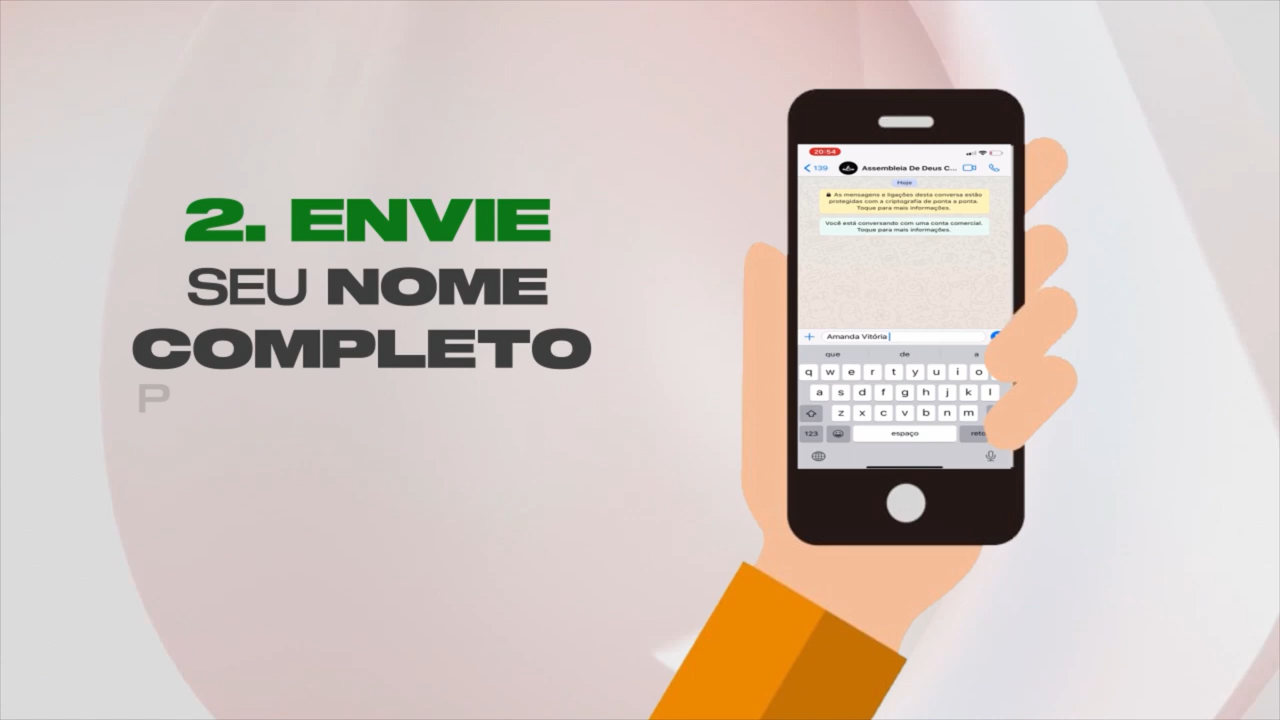 2. ENVIE
SEU NOME
COMPLETO
P
20:54
139
Assembleia De Deus C...
Hoje
As mensagens e ligações desta conversa estão
protegidas com a criptografia de ponta a ponta.
Toque para mais informações.
Você está conversando com uma conta comercial.
Toque para mais informações.
Amanda Vitória
que de a
q w e r t y u i o
a s d f g h j k l
z x c v b n m
123 espaço reto